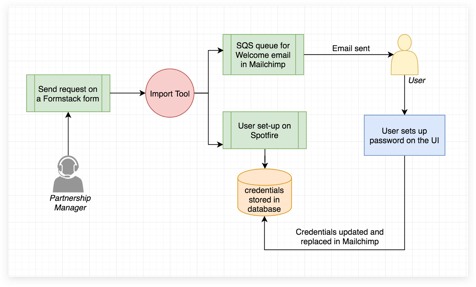 SQS queue for
Welcome email
in Mailchimp
Email sent
User
Send request on
a Formstack form
Import Tool
User set-up on
Spotfire
User sets up
password on the UI
Partnership
Manager
credentials
stored in
database
Credentials updated and
replaced in Mailchimp